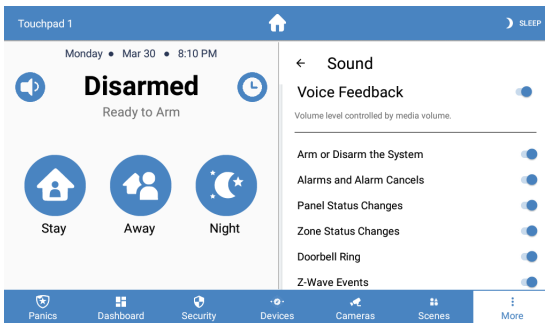 Touchpad 1
SLEEP
Monday ● Mar 30 ● 8:10 PM
Disarmed
Ready to Arm
Stay
Away
Night
Sound
Voice Feedback
Volume level controlled by media volume.
Arm or Disarm the System
Alarms and Alarm Cancels
Panel Status Changes
Zone Status Changes
Doorbell Ring
Z-Wave Events
Panics
Dashboard
Security
Devices
Cameras
Scenes
More